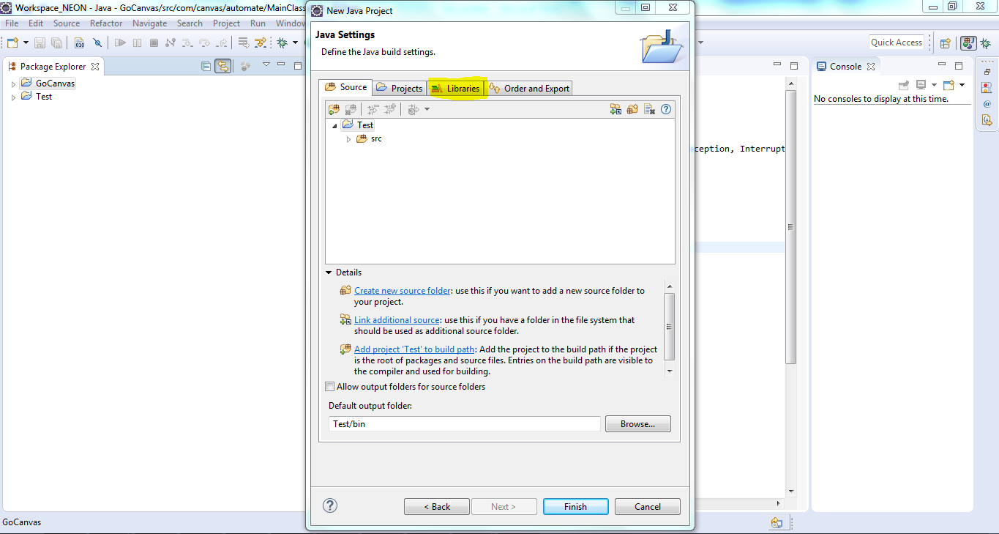 Workspace_NEON - Java - GoCanvas/src/com/canvas/automate/MainClass
File Edit Source Refactor Navigate Search Project Run Window
Quick Access
Package Explorer
GoCanvas
Test
New Java Project
Java Settings
Define the Java build settings.
Source Projects Libraries Order and Export
Test
src
Details
Create new source folder: use this if you want to add a new source folder to
your project.
Link additional source: use this if you have a folder in the file system that
should be used as additional source folder.
Add project 'Test' to build path: Add the project to the build path if the project
is the root of packages and source files. Entries on the build path are visible to
the compiler and used for building.
Allow output folders for source folders
Default output folder:
Test/bin
Browse...
< Back Next > Finish Cancel
ception, Interrupt
Console
No consoles to display at this time.
GoCanvas